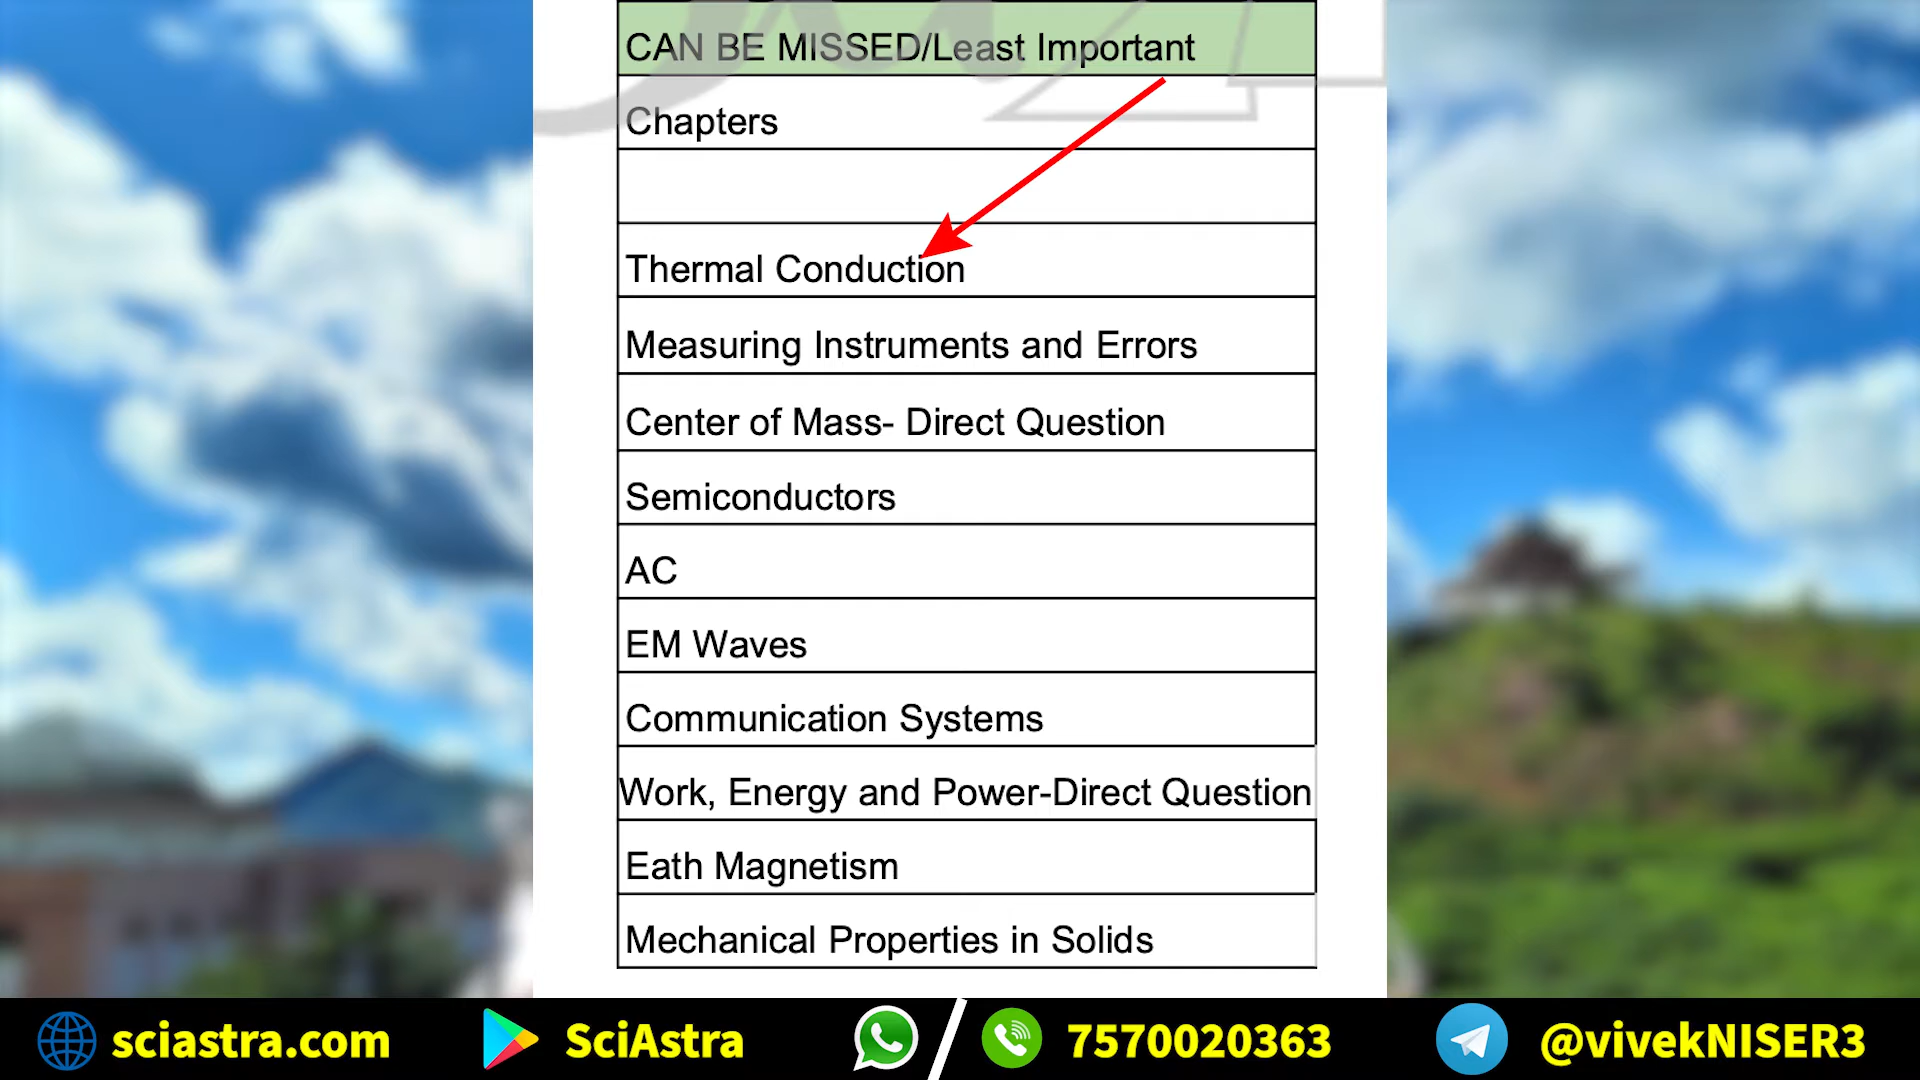 CAN BE MISSED/Least Important
Chapters
Thermal Conduction
Measuring Instruments and Errors
Center of Mass- Direct Question
Semiconductors
AC
EM Waves
Communication Systems
Work, Energy and Power-Direct Question
Eath Magnetism
Mechanical Properties in Solids
sciastra.com SciAstra 7570020363 @vivekNISER3